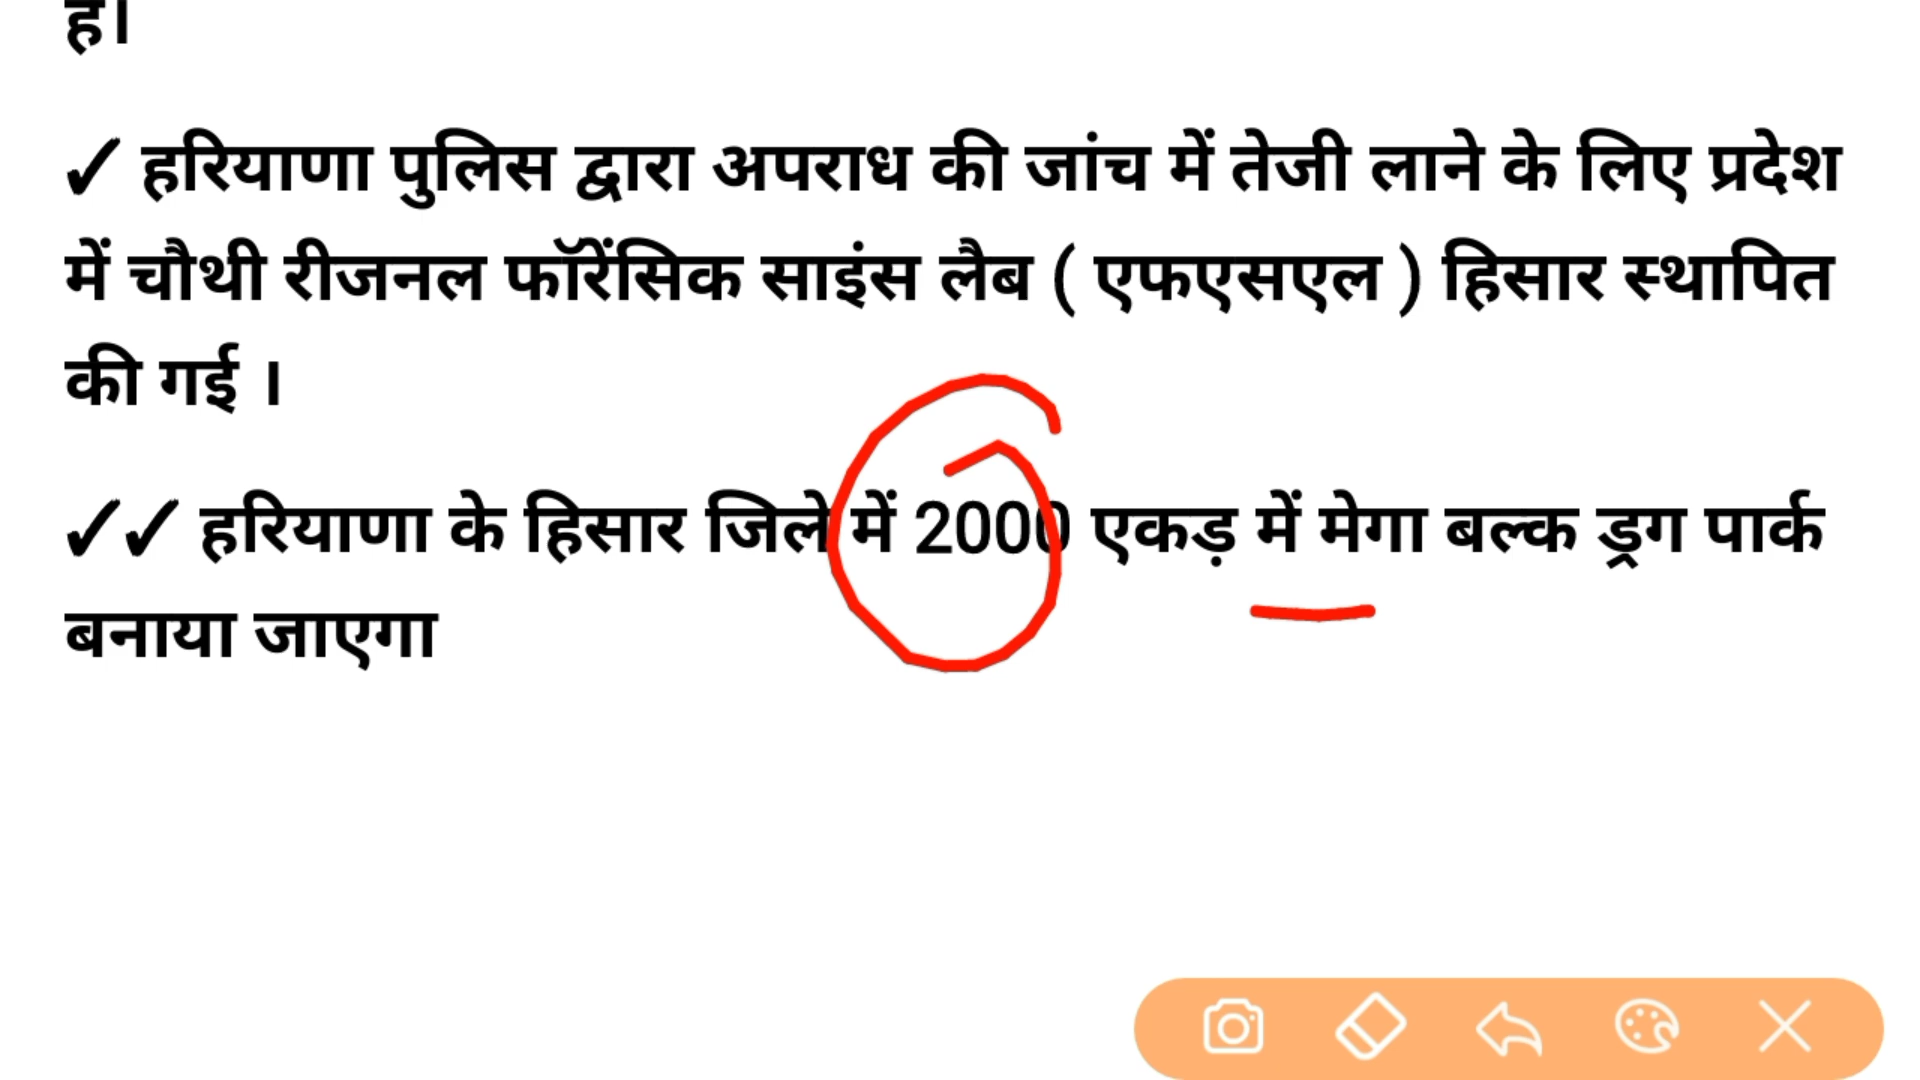 है।
✓ हरियाणा पुलिस द्वारा अपराध की जांच में तेजी लाने के लिए प्रदेश
में चौथी रीजनल फॉरेंसिक साइंस लैब ( एफएसएल ) हिसार स्थापित
की गई ।
✓✓ हरियाणा के हिसार जिले में 2000 एकड़ में मेगा बल्क ड्रग पार्क
बनाया जाएगा